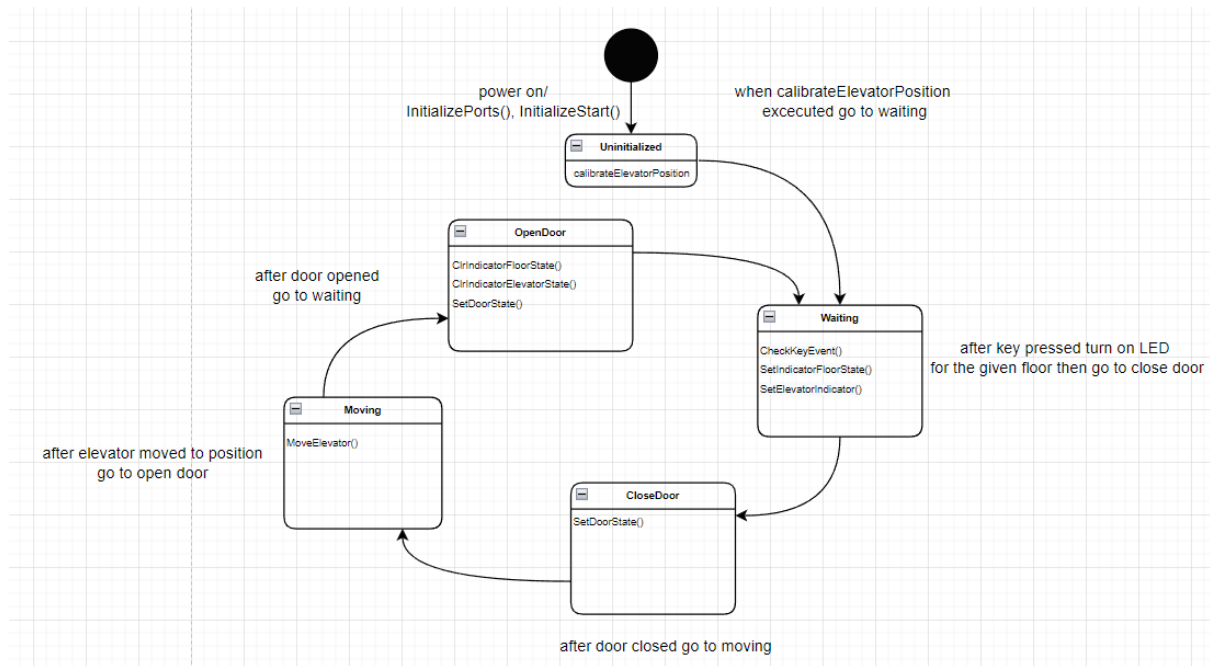 power on/
InitializePorts(), InitializeStart()
when calibrateElevatorPosition
excecuted go to waiting
Uninitialized
calibrateElevatorPosition
OpenDoor
ClrIndicatorFloorState()
ClrIndicatorElevatorState()
SetDoorState()
after door opened
go to waiting
Waiting
CheckKeyEvent()
SetIndicatorFloorState()
SetElevatorIndicator()
after key pressed turn on LED
for the given floor then go to close door
Moving
MoveElevator()
after elevator moved to position
go to open door
CloseDoor
SetDoorState()
after door closed go to moving